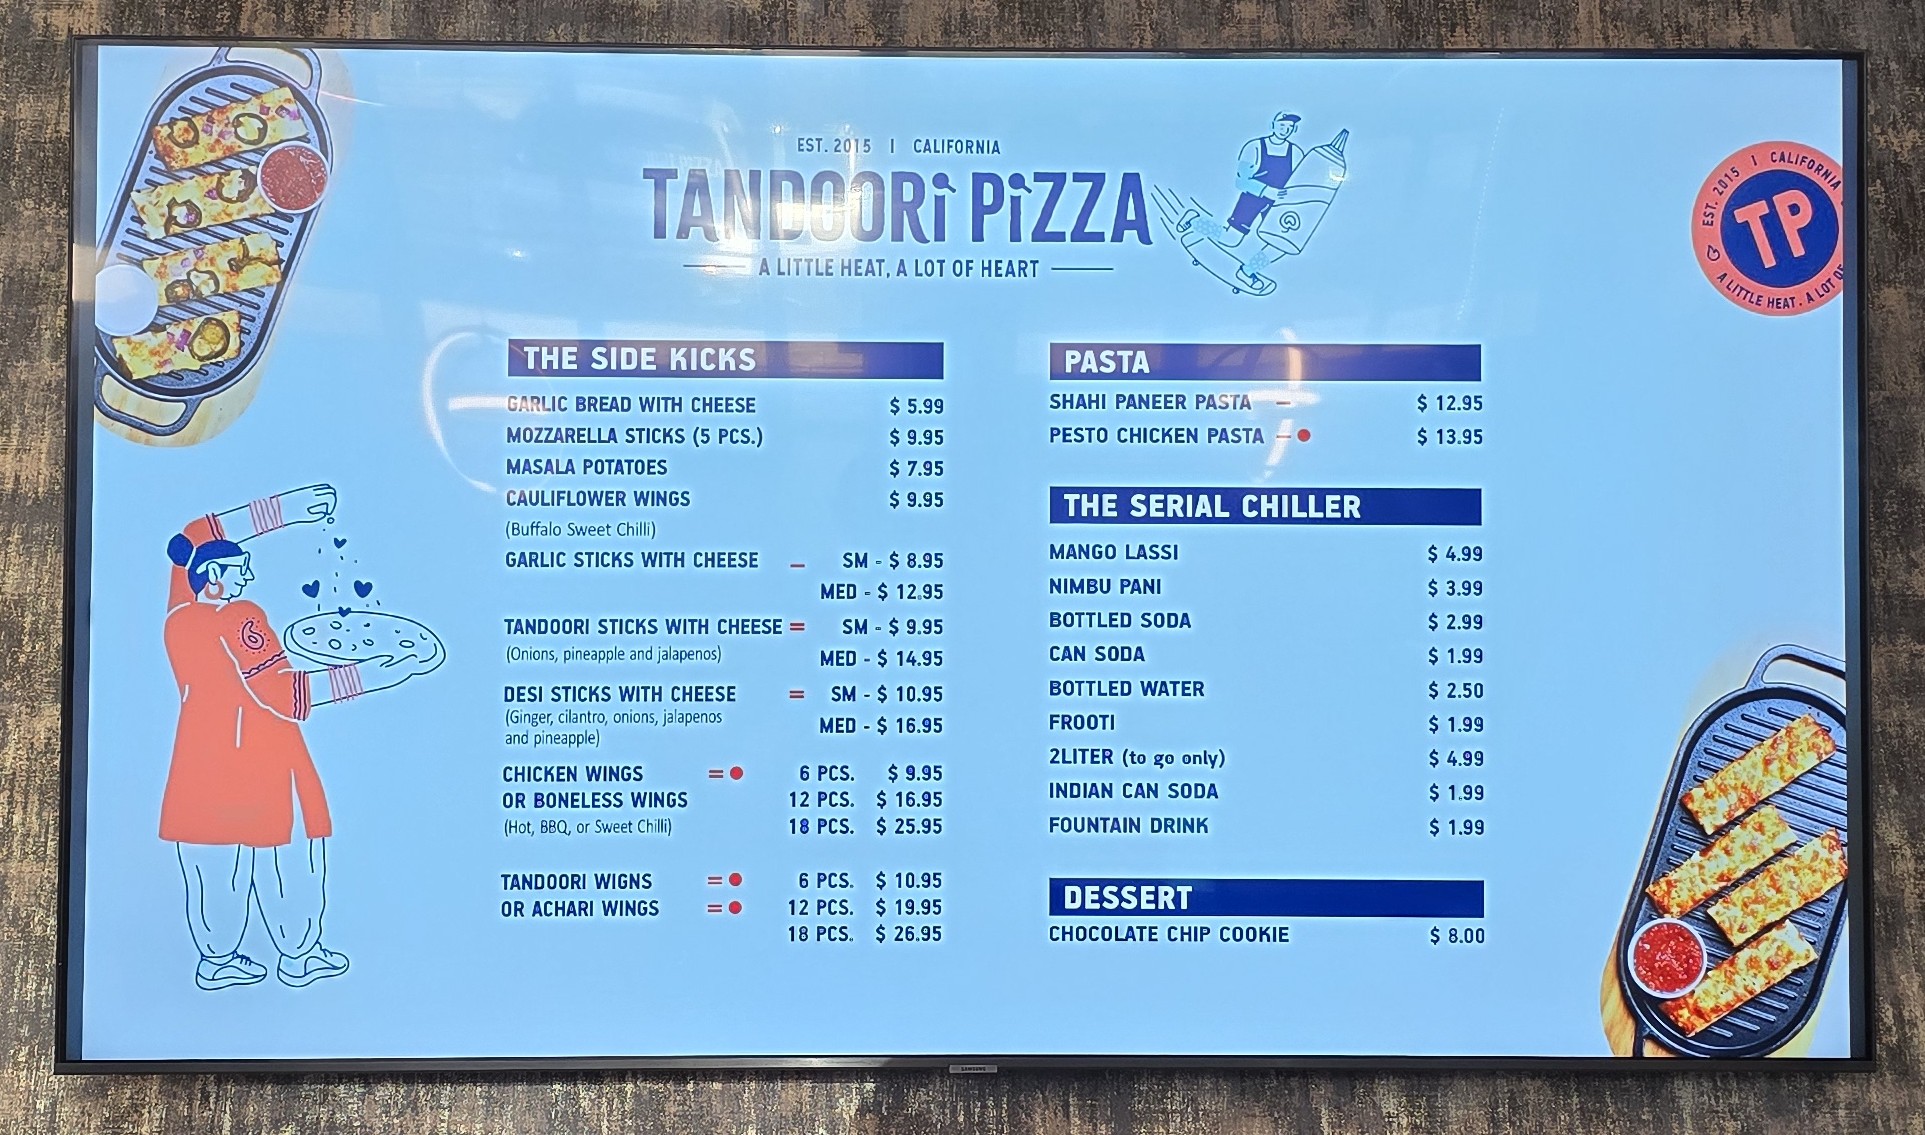 EST. 2015 | CALIFORNIA
TANDOORi PiZZA
A LITTLE HEAT, A LOT OF HEART
EST. 2015 | CALIFORNIA
TP
A LITTLE HEAT. A LOT OF
THE SIDE KICKS
GARLIC BREAD WITH CHEESE $ 5.99
MOZZARELLA STICKS (5 PCS.) $ 9.95
MASALA POTATOES $ 7.95
CAULIFLOWER WINGS $ 9.95
(Buffalo Sweet Chilli)
GARLIC STICKS WITH CHEESE – SM - $ 8.95
MED - $ 12.95
TANDOORI STICKS WITH CHEESE = SM - $ 9.95
(Onions, pineapple and jalapenos) MED - $ 14.95
DESI STICKS WITH CHEESE = SM - $ 10.95
(Ginger, cilantro, onions, jalapenos
and pineapple) MED - $ 16.95
CHICKEN WINGS = ● 6 PCS. $ 9.95
OR BONELESS WINGS 12 PCS. $ 16.95
(Hot, BBQ, or Sweet Chilli) 18 PCS. $ 25.95
TANDOORI WIGNS = ● 6 PCS. $ 10.95
OR ACHARI WINGS = ● 12 PCS. $ 19.95
18 PCS. $ 26.95
PASTA
SHAHI PANEER PASTA – $ 12.95
PESTO CHICKEN PASTA – ● $ 13.95
THE SERIAL CHILLER
MANGO LASSI $ 4.99
NIMBU PANI $ 3.99
BOTTLED SODA $ 2.99
CAN SODA $ 1.99
BOTTLED WATER $ 2.50
FROOTI $ 1.99
2LITER (to go only) $ 4.99
INDIAN CAN SODA $ 1.99
FOUNTAIN DRINK $ 1.99
DESSERT
CHOCOLATE CHIP COOKIE $ 8.00
SAMSUNG